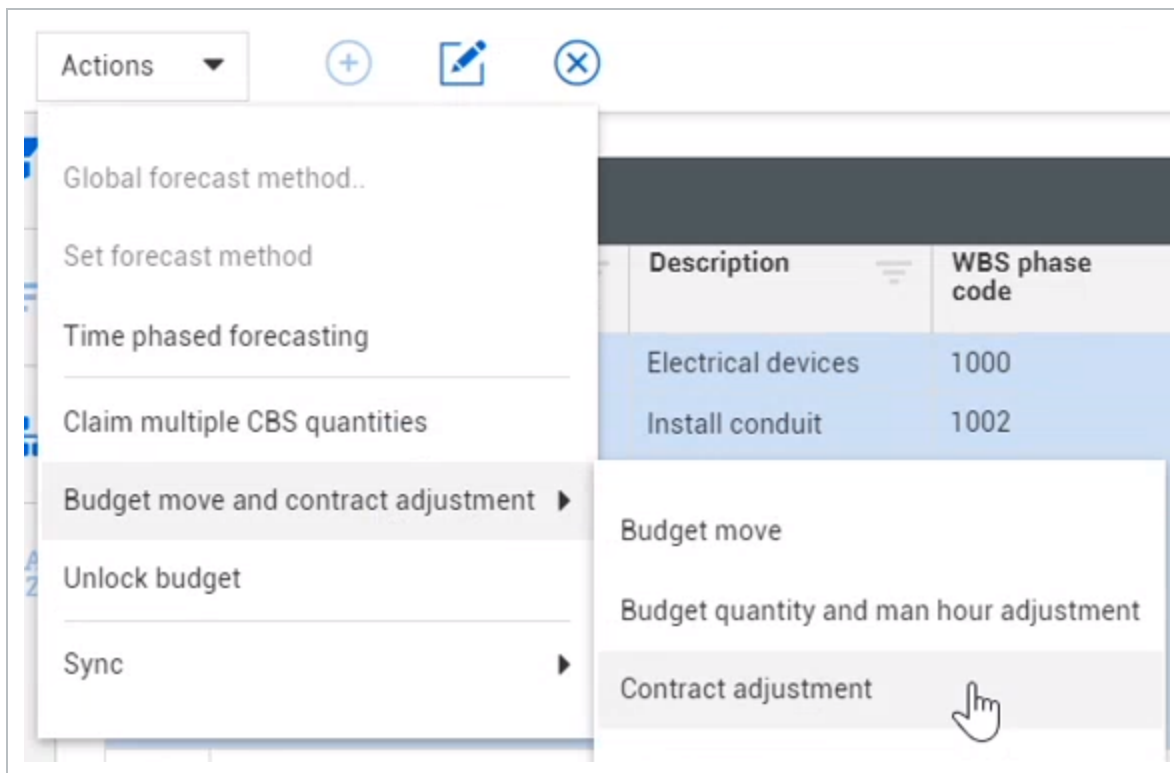 Actions
Global forecast method..
Set forecast method
Time phased forecasting
Claim multiple CBS quantities
Budget move and contract adjustment
Unlock budget
Sync
Description
WBS phase
code
Electrical devices
1000
Install conduit
1002
Budget move
Budget quantity and man hour adjustment
Contract adjustment
A
Z